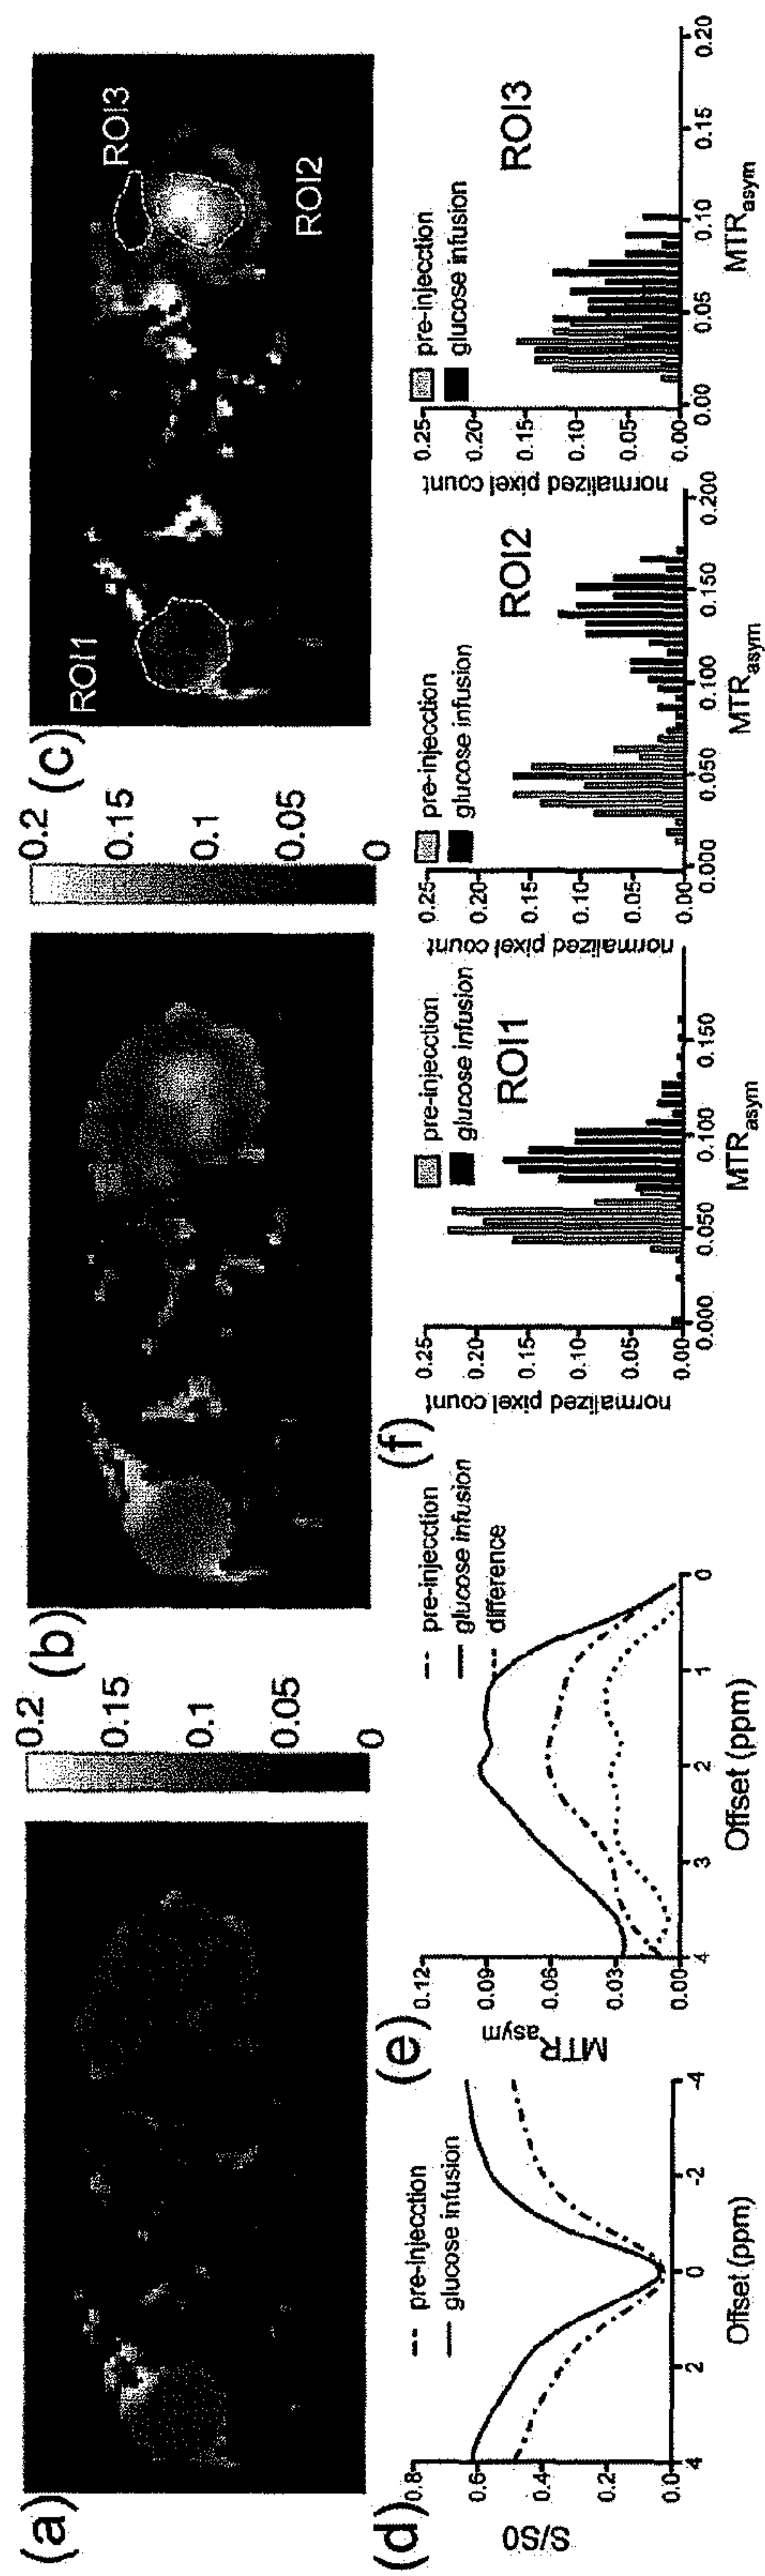 (a)
0.2
0.15
0.1
0.05
0
(b)
0.2
0.15
0.1
0.05
0
(c)
ROI1
ROI2
ROI3
(d)
pre-injecction
glucose infusion
S/S0
0.8
0.6
0.4
0.2
0.0
4
2
0
-2
-4
Offset (ppm)
(e)
pre-injecction
glucose infusion
difference
MTRasym
0.12
0.09
0.06
0.03
0.00
4
3
2
1
0
Offset (ppm)
(f)
pre-injecction
glucose infusion
ROI1
normalized pixel count
0.25
0.20
0.15
0.10
0.05
0.00
0.000
0.050
0.100
0.150
MTRasym
pre-injecction
glucose infusion
ROI2
normalized pixel count
0.25
0.20
0.15
0.10
0.05
0.00
0.000
0.050
0.100
0.150
0.200
MTRasym
pre-injecction
glucose infusion
ROI3
normalized pixel count
0.25
0.20
0.15
0.10
0.05
0.00
0.00
0.05
0.10
0.15
0.20
MTRasym